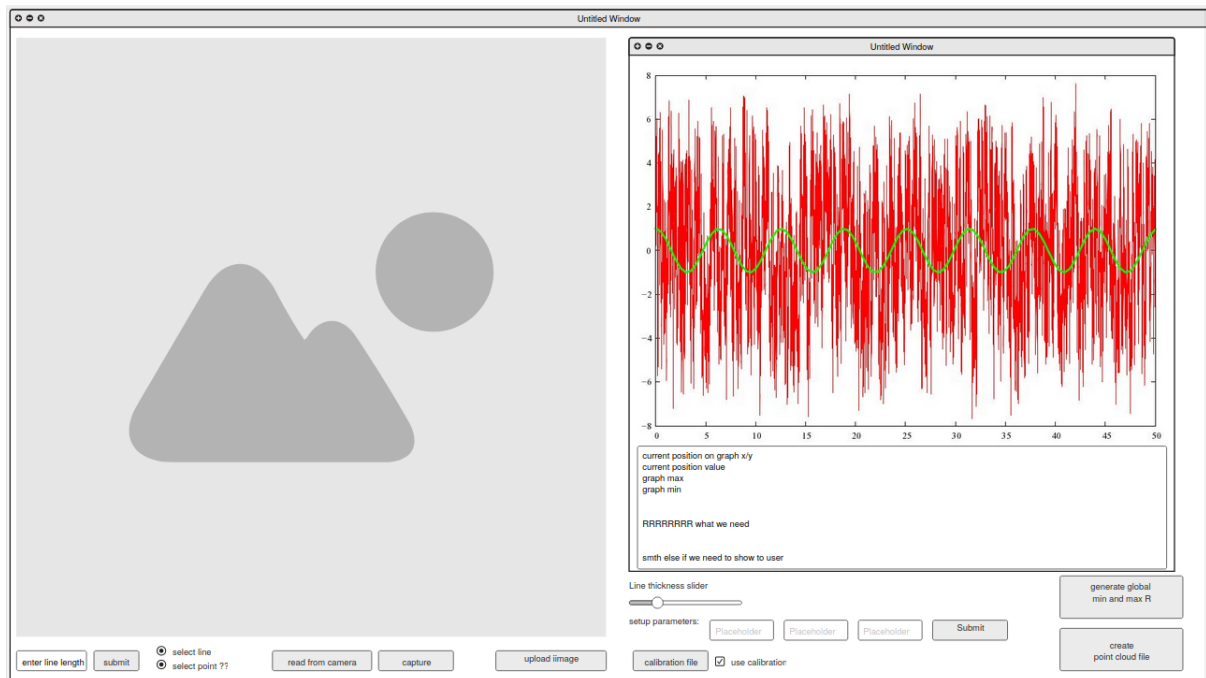 Untitled Window
Untitled Window
8
6
4
2
0
−2
−4
−6
−8
0 5 10 15 20 25 30 35 40 45 50
current position on graph x/y
current position value
graph max
graph min
RRRRRRRR what we need
smth else if we need to show to user
Line thickness slider
setup parameters:
Placeholder
Placeholder
Placeholder
Submit
generate global
min and max R
create
point cloud file
enter line length
submit
select line
select point ??
read from camera
capture
upload iimage
calibration file
use calibration